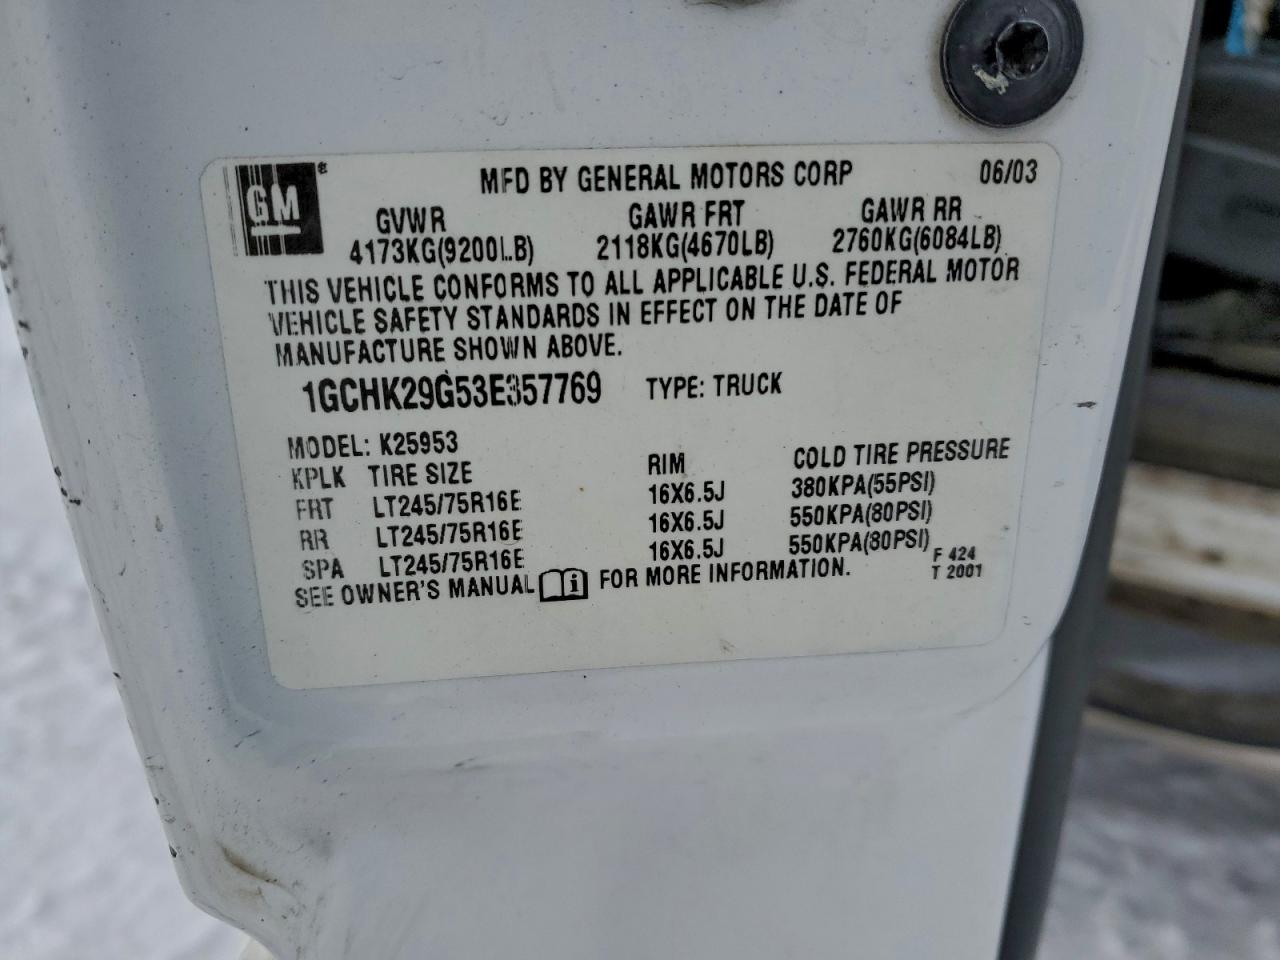 GM® MFD BY GENERAL MOTORS CORP 06/03
GVWR GAWR FRT GAWR RR
4173KG(9200LB) 2118KG(4670LB) 2760KG(6084LB)
THIS VEHICLE CONFORMS TO ALL APPLICABLE U.S. FEDERAL MOTOR
VEHICLE SAFETY STANDARDS IN EFFECT ON THE DATE OF
MANUFACTURE SHOWN ABOVE.
1GCHK29G53E357769 TYPE: TRUCK
MODEL: K25953
KPLK TIRE SIZE RIM COLD TIRE PRESSURE
FRT LT245/75R16E 16X6.5J 380KPA(55PSI)
RR LT245/75R16E 16X6.5J 550KPA(80PSI)
SPA LT245/75R16E 16X6.5J 550KPA(80PSI)
SEE OWNER'S MANUAL i FOR MORE INFORMATION. F 424
T 2001